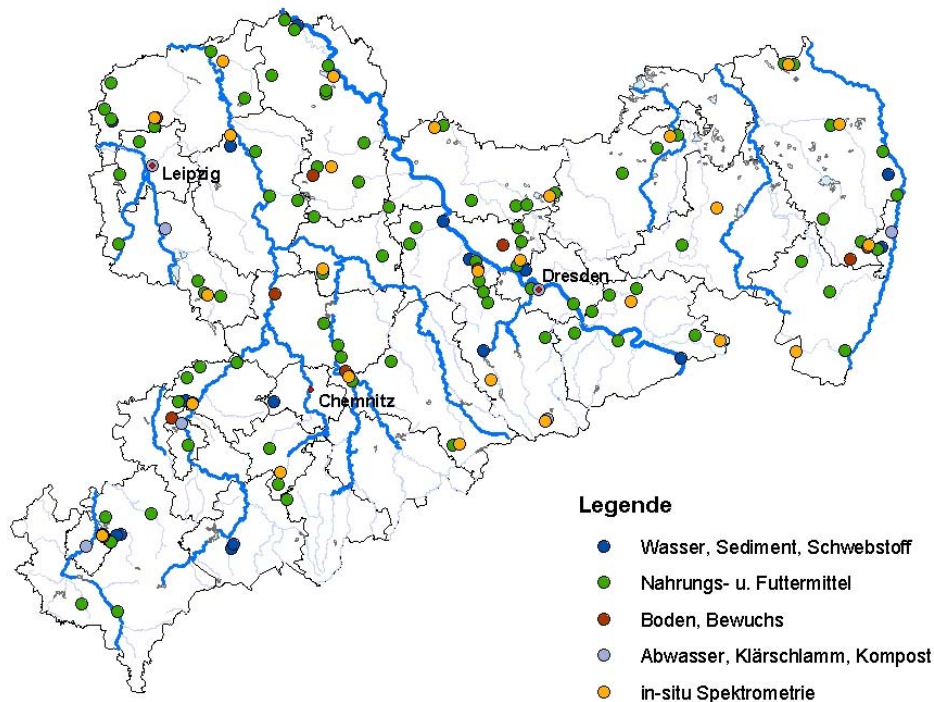 Leipzig
Dresden
Chemnitz
Legende
Wasser, Sediment, Schwebstoff
Nahrungs- u. Futtermittel
Boden, Bewuchs
Abwasser, Klärschlamm, Kompost
in-situ Spektrometrie